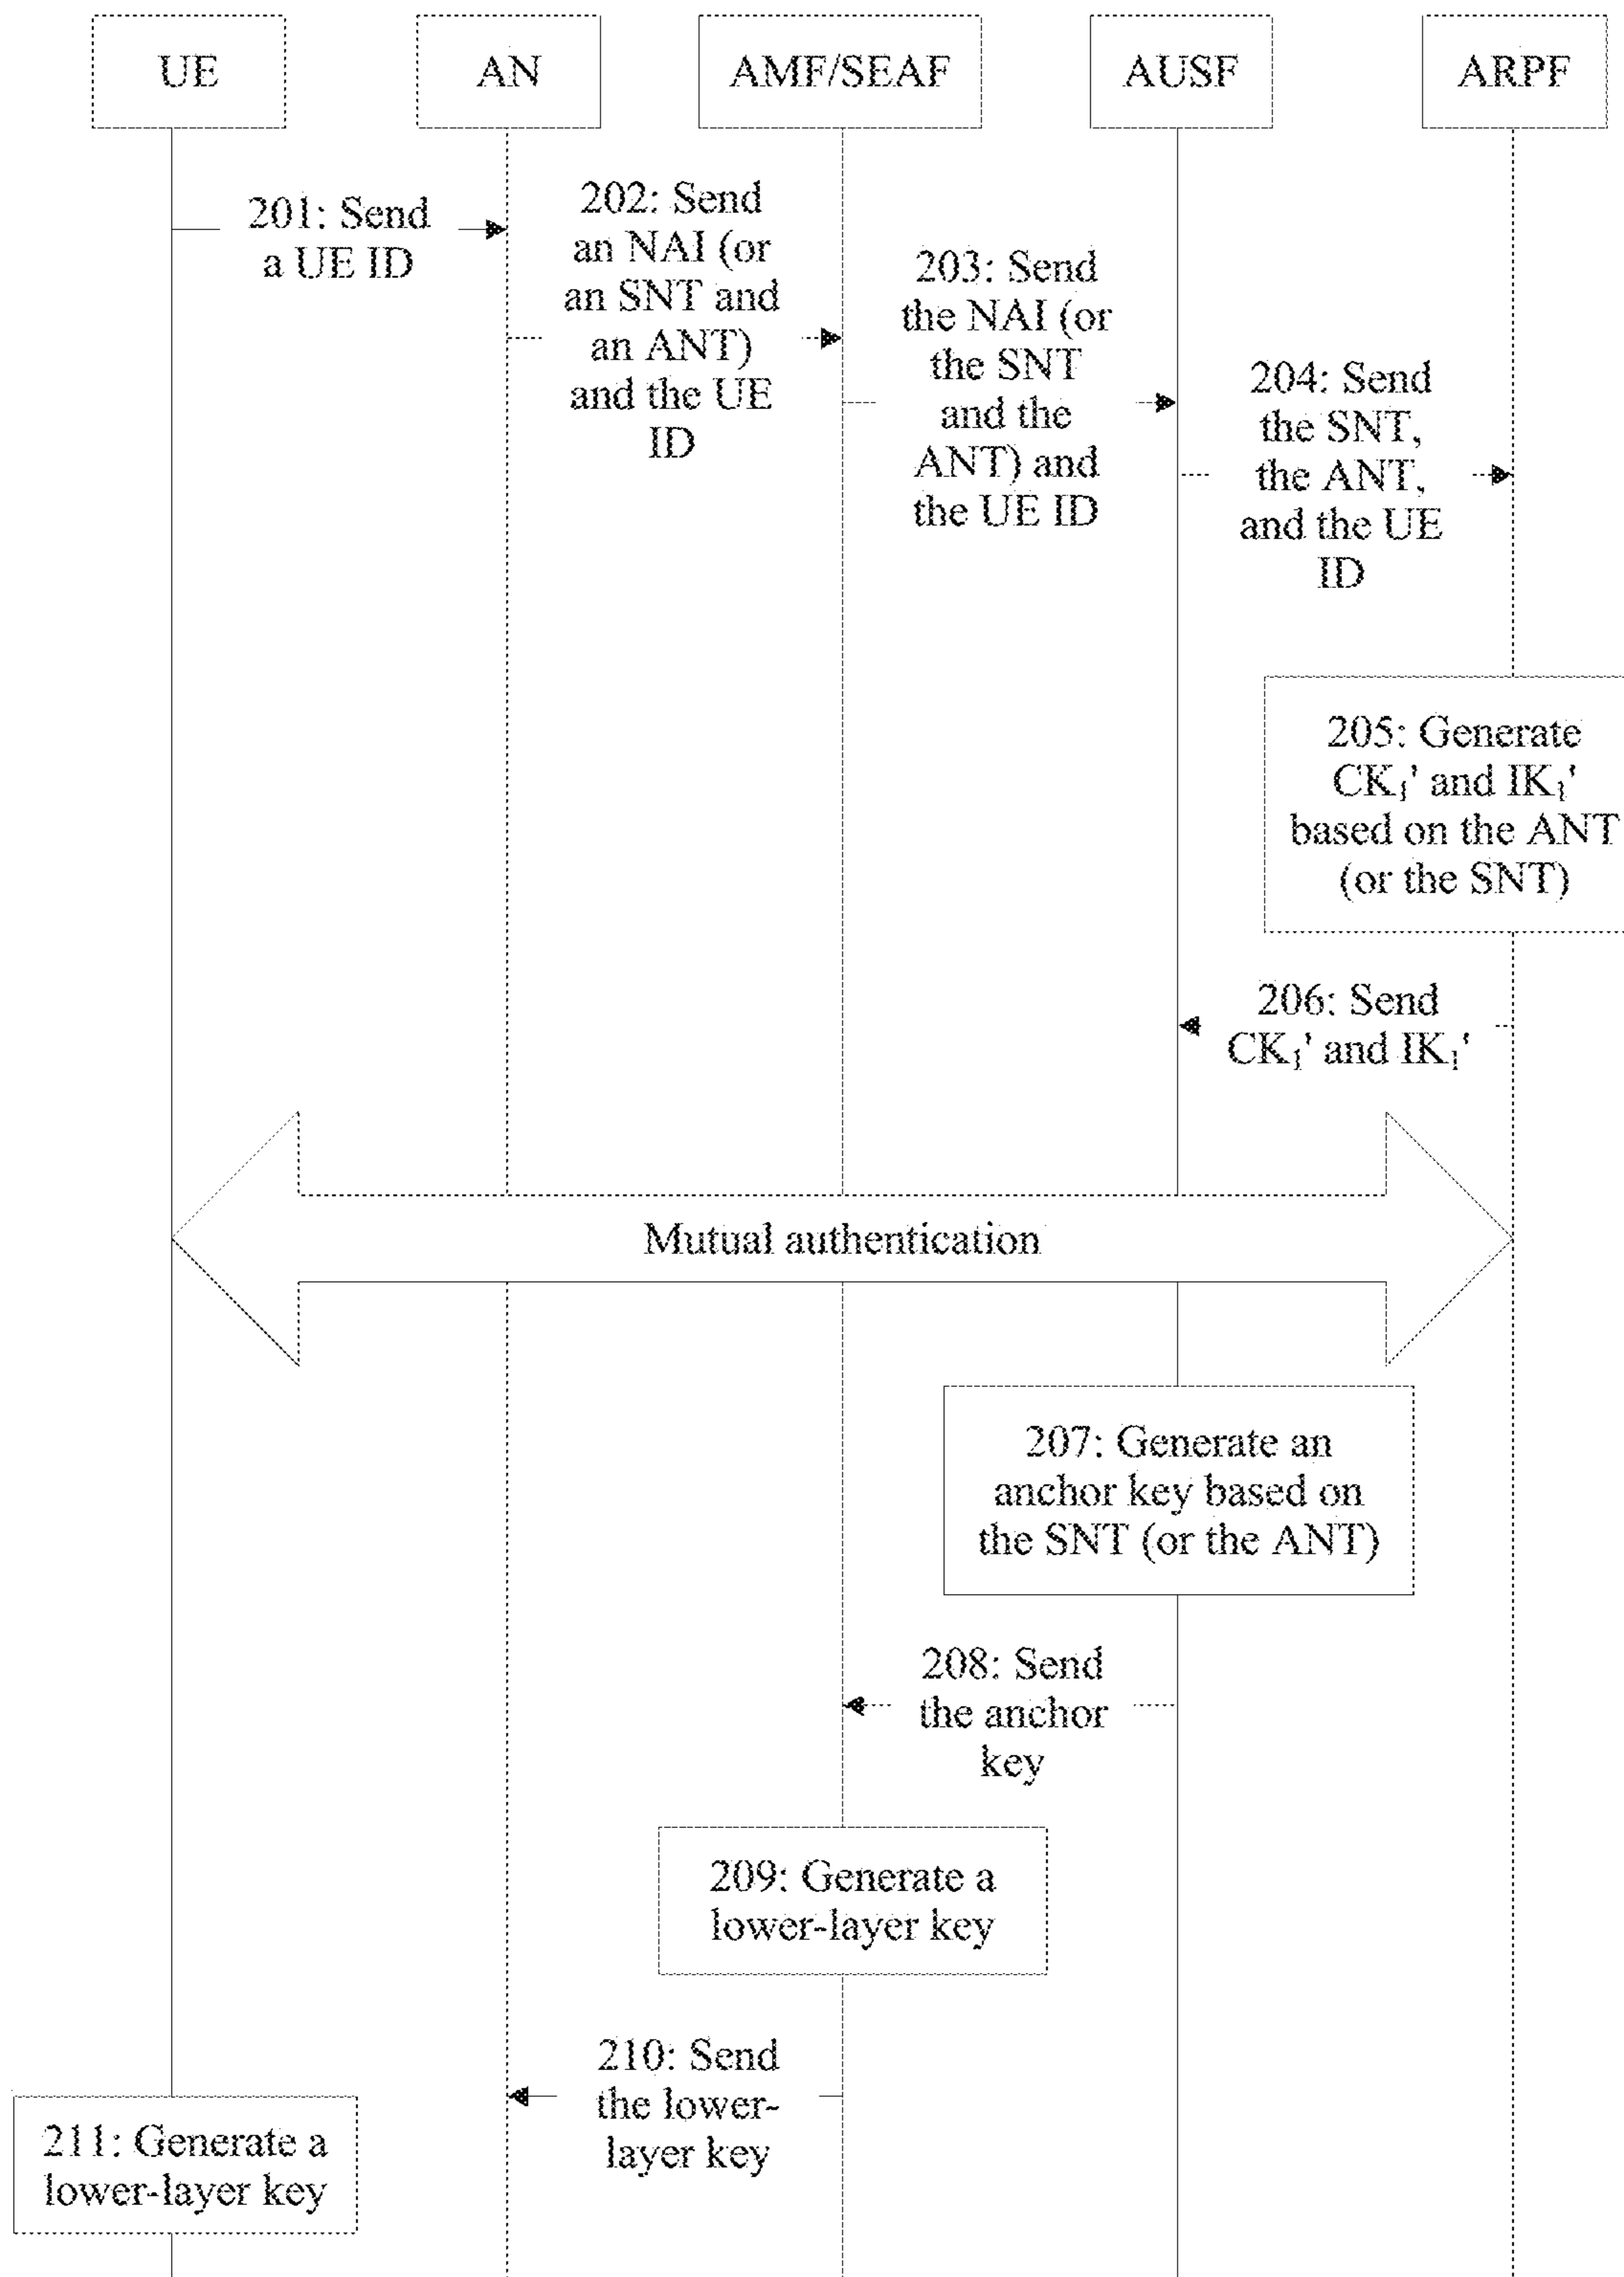 UE
AN
AMF/SEAF
AUSF
ARPF
201: Send
a UE ID
202: Send
an NAI (or
an SNT and
an ANT)
and the UE
ID
203: Send
the NAI (or
the SNT
and the
ANT) and
the UE ID
204: Send
the SNT,
the ANT,
and the UE
ID
205: Generate
CK₁' and IK₁'
based on the ANT
(or the SNT)
206: Send
CK₁' and IK₁'
Mutual authentication
207: Generate an
anchor key based on
the SNT (or the ANT)
208: Send
the anchor
key
209: Generate a
lower-layer key
210: Send
the lower-
layer key
211: Generate a
lower-layer key